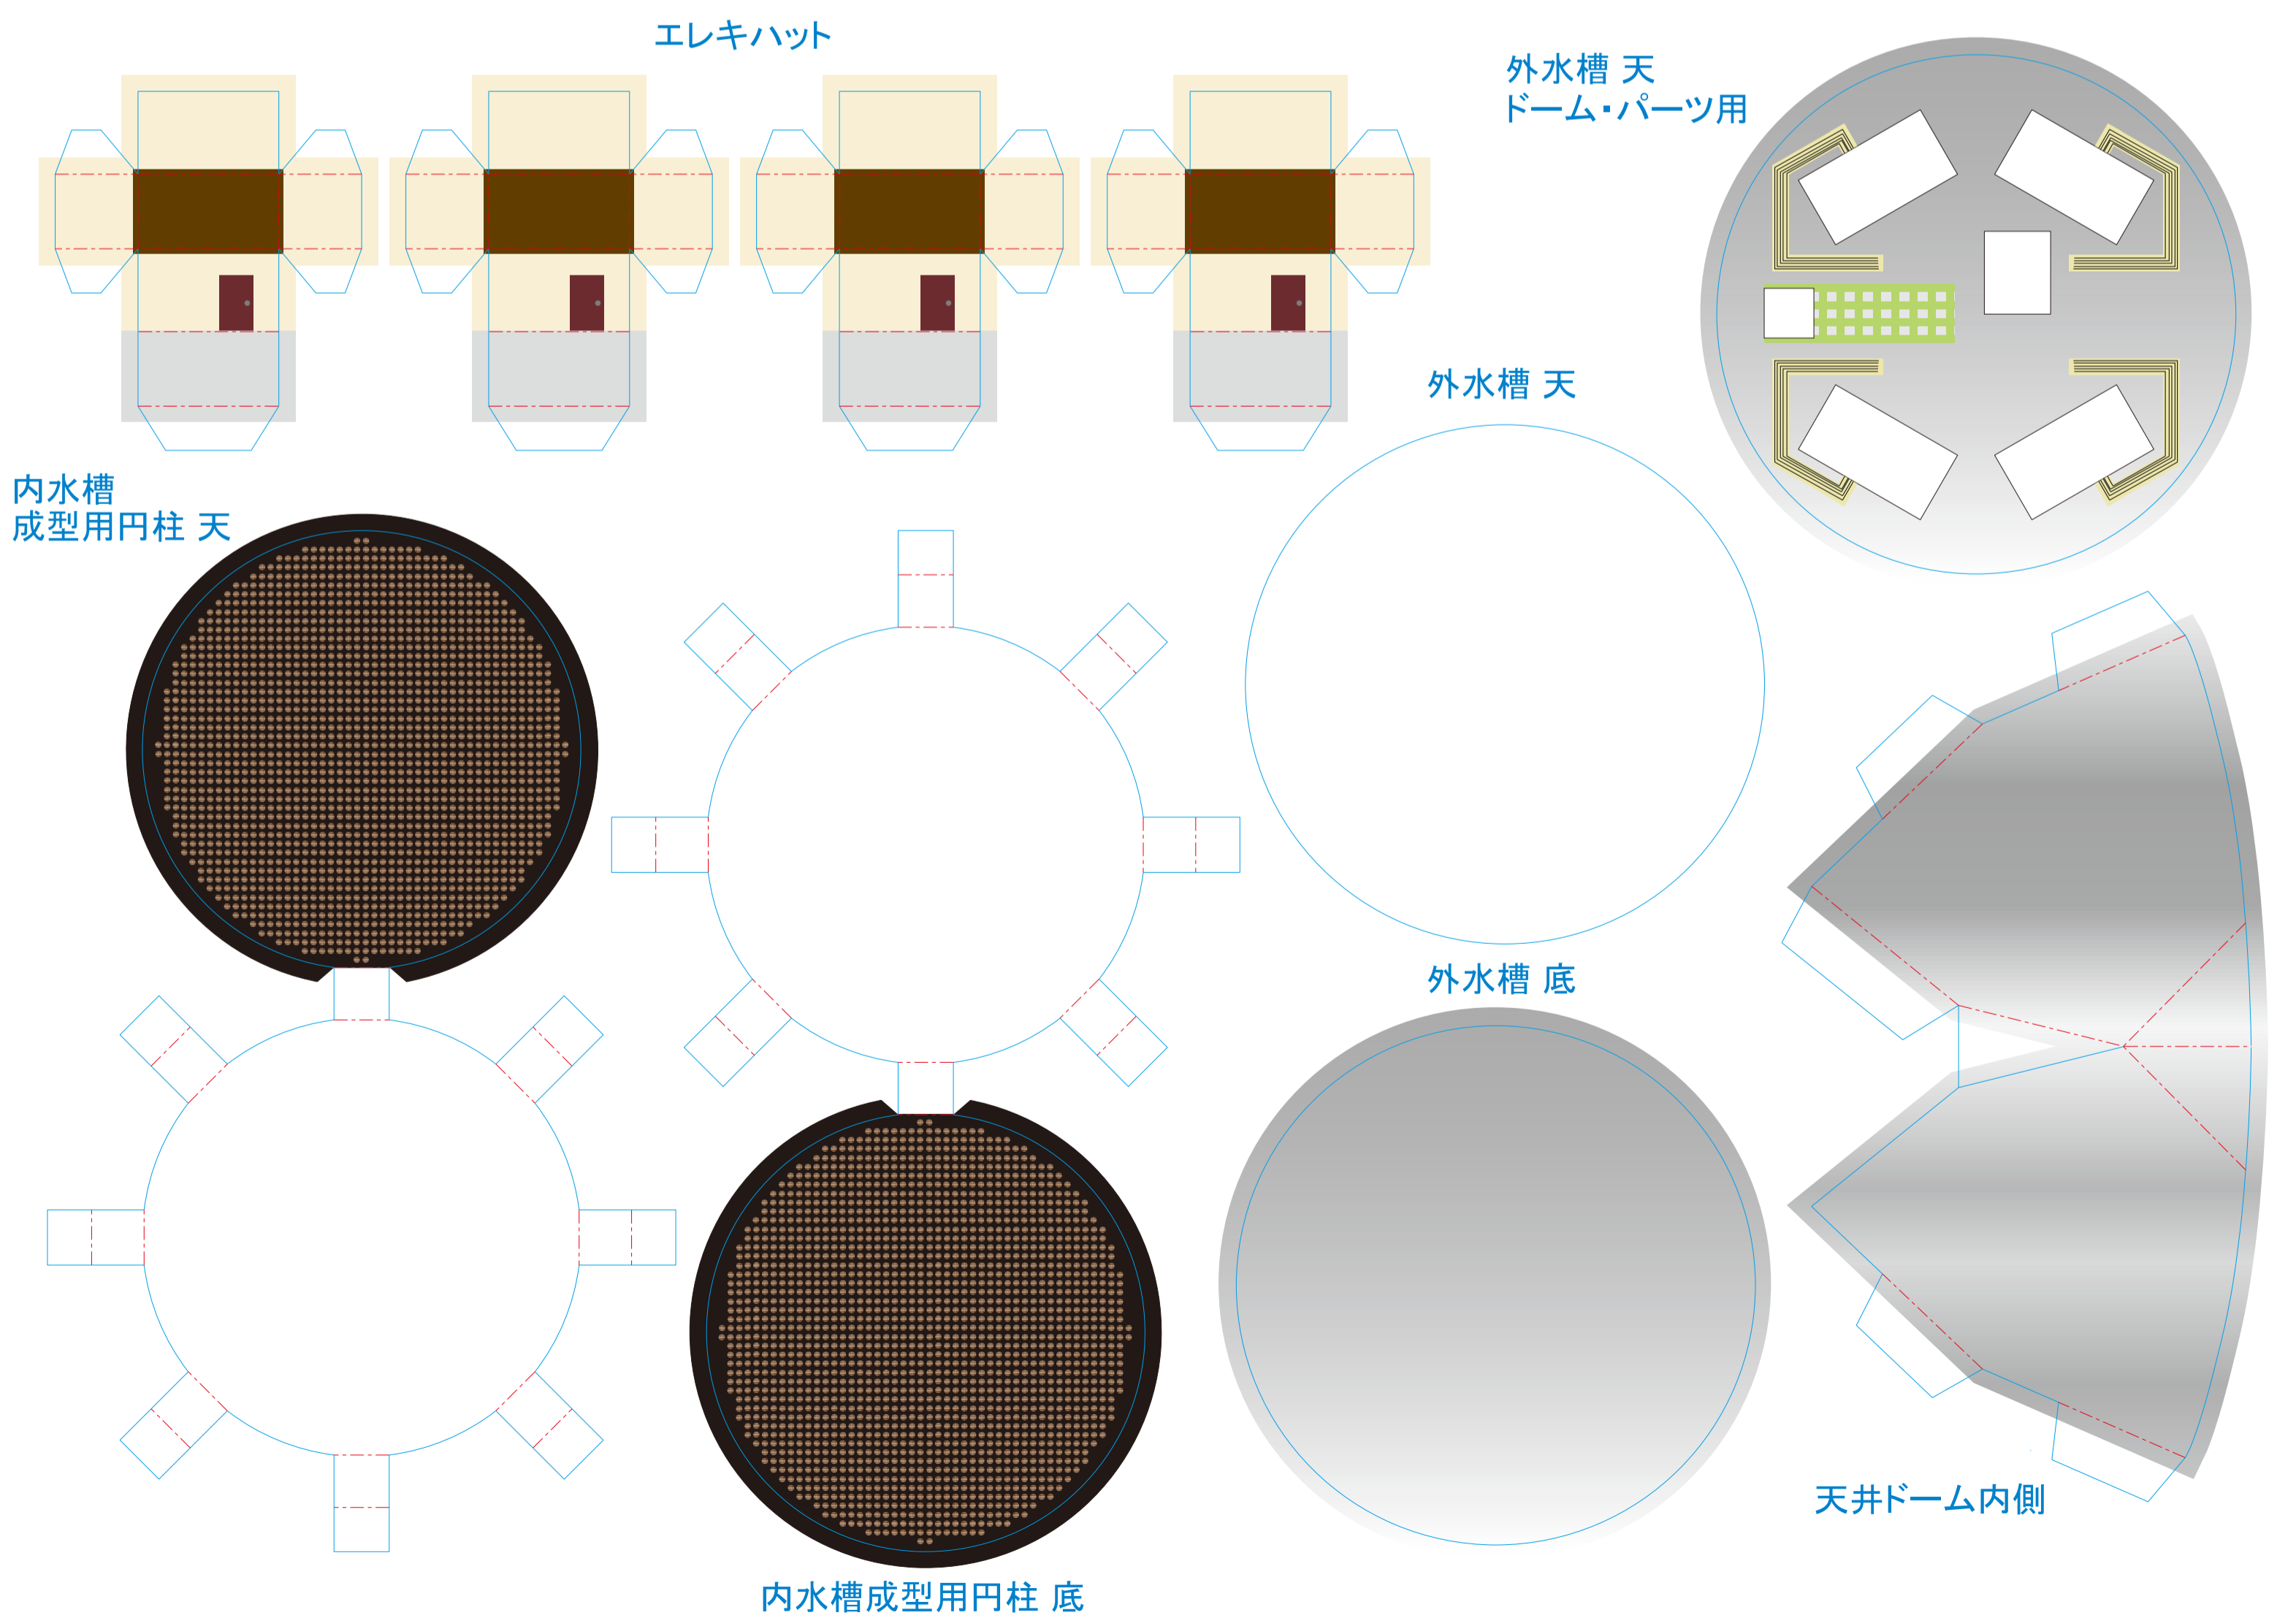 エレキハット
外水槽 天
ドーム・パーツ用
外水槽 天
内水槽
成型用円柱 天
外水槽 底
天井ドーム内側
内水槽成型用円柱 底